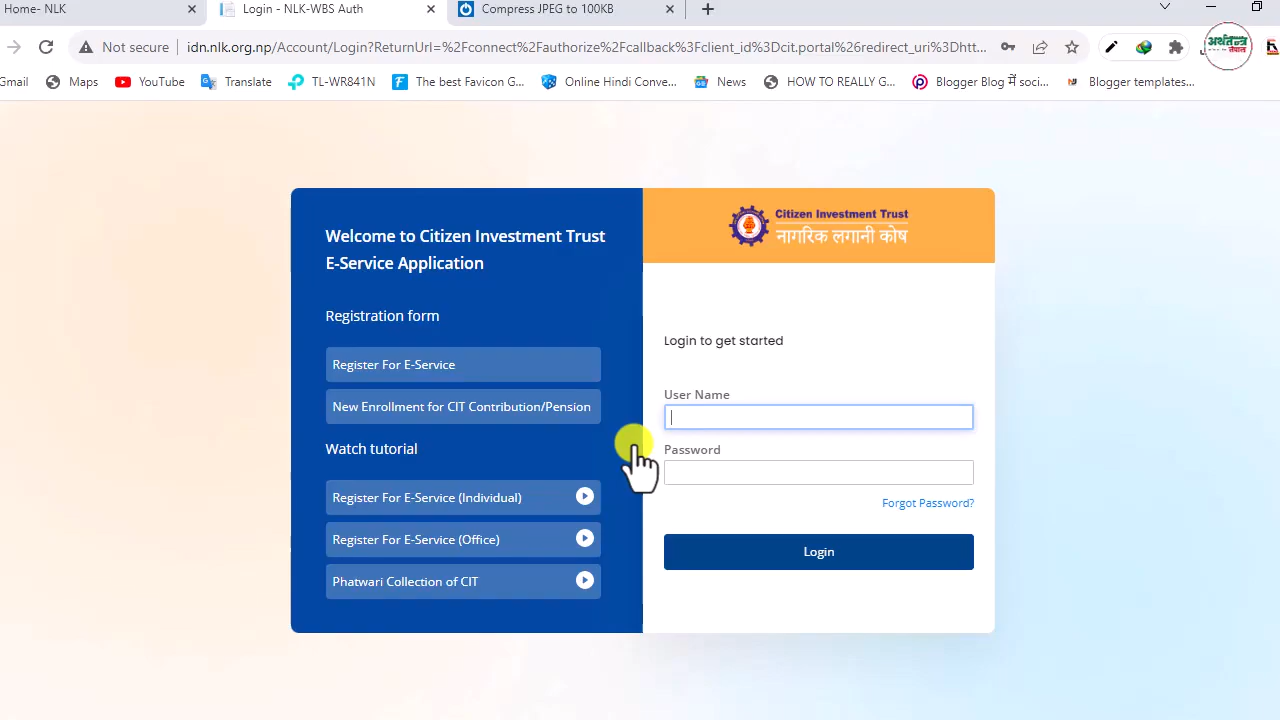 Home- NLK
Login - NLK-WBS Auth
Compress JPEG to 100KB
Not secure
idn.nlk.org.np/Account/Login?ReturnUrl=%2Fconnect%2Fauthorize%2Fcallback%3Fclient_id%3Dcit.portal%26redirect_uri%3Dhtt...
Gmail
Maps
YouTube
Translate
TL-WR841N
The best Favicon G...
Online Hindi Conve...
News
HOW TO REALLY G...
Blogger Blog में soci...
Blogger templates...
अर्थतन्त्र
नेपाल
Welcome to Citizen Investment Trust
E-Service Application
Registration form
Register For E-Service
New Enrollment for CIT Contribution/Pension
Watch tutorial
Register For E-Service (Individual)
Register For E-Service (Office)
Phatwari Collection of CIT
Citizen Investment Trust
नागरिक लगानी कोष
Login to get started
User Name
Password
Forgot Password?
Login